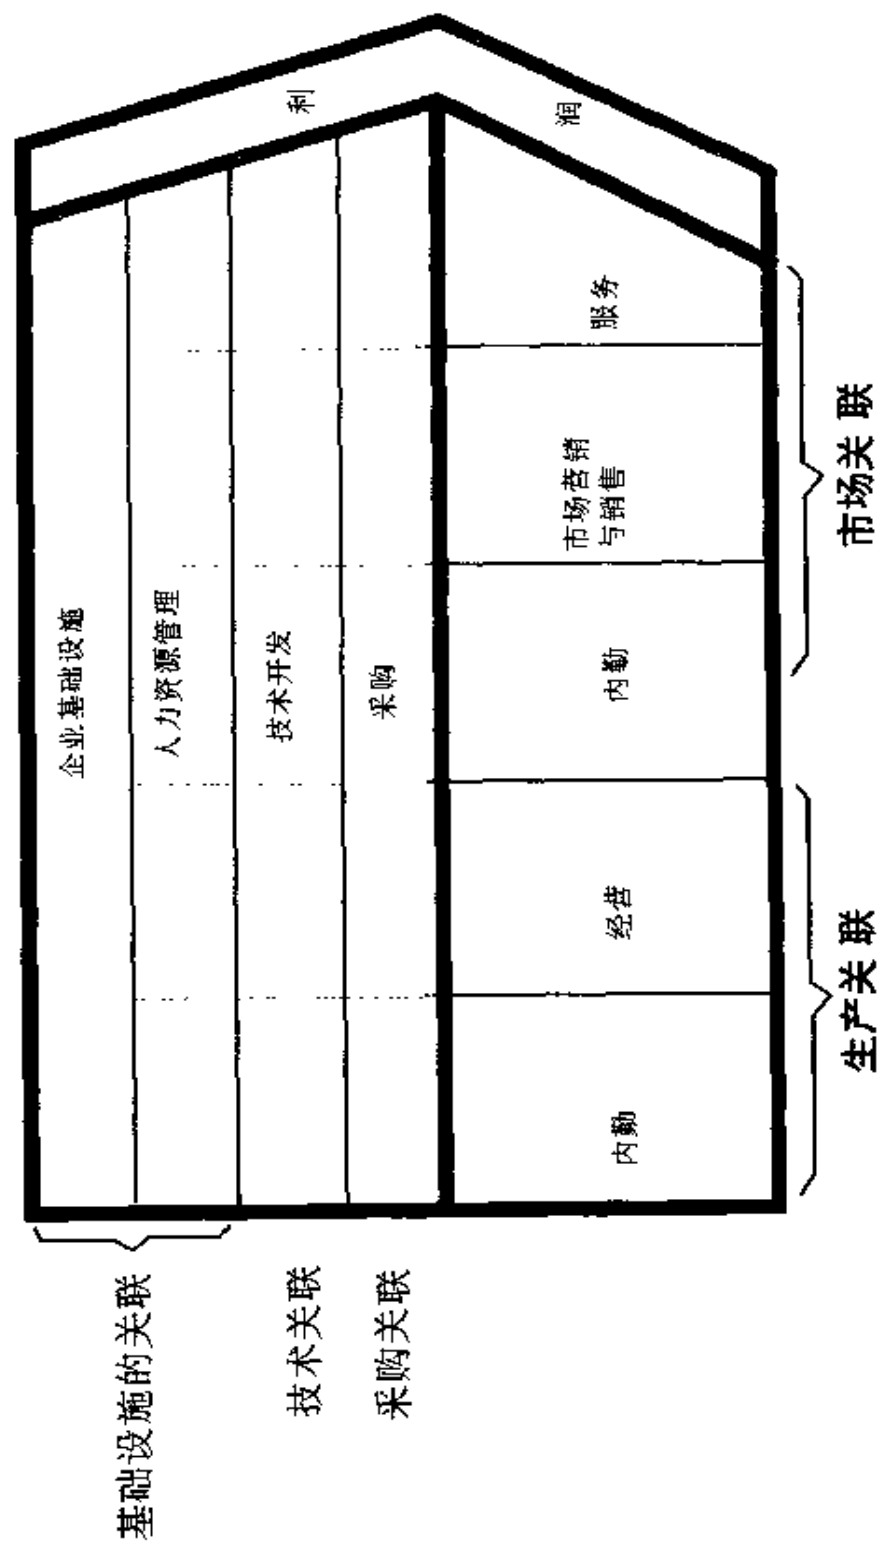 基础设施的关联
企业基础设施
人力资源管理
技术关联
技术开发
采购关联
采购
利
润
内勤
经营
内勤
市场营销
与销售
服务
生产关联
市场关联